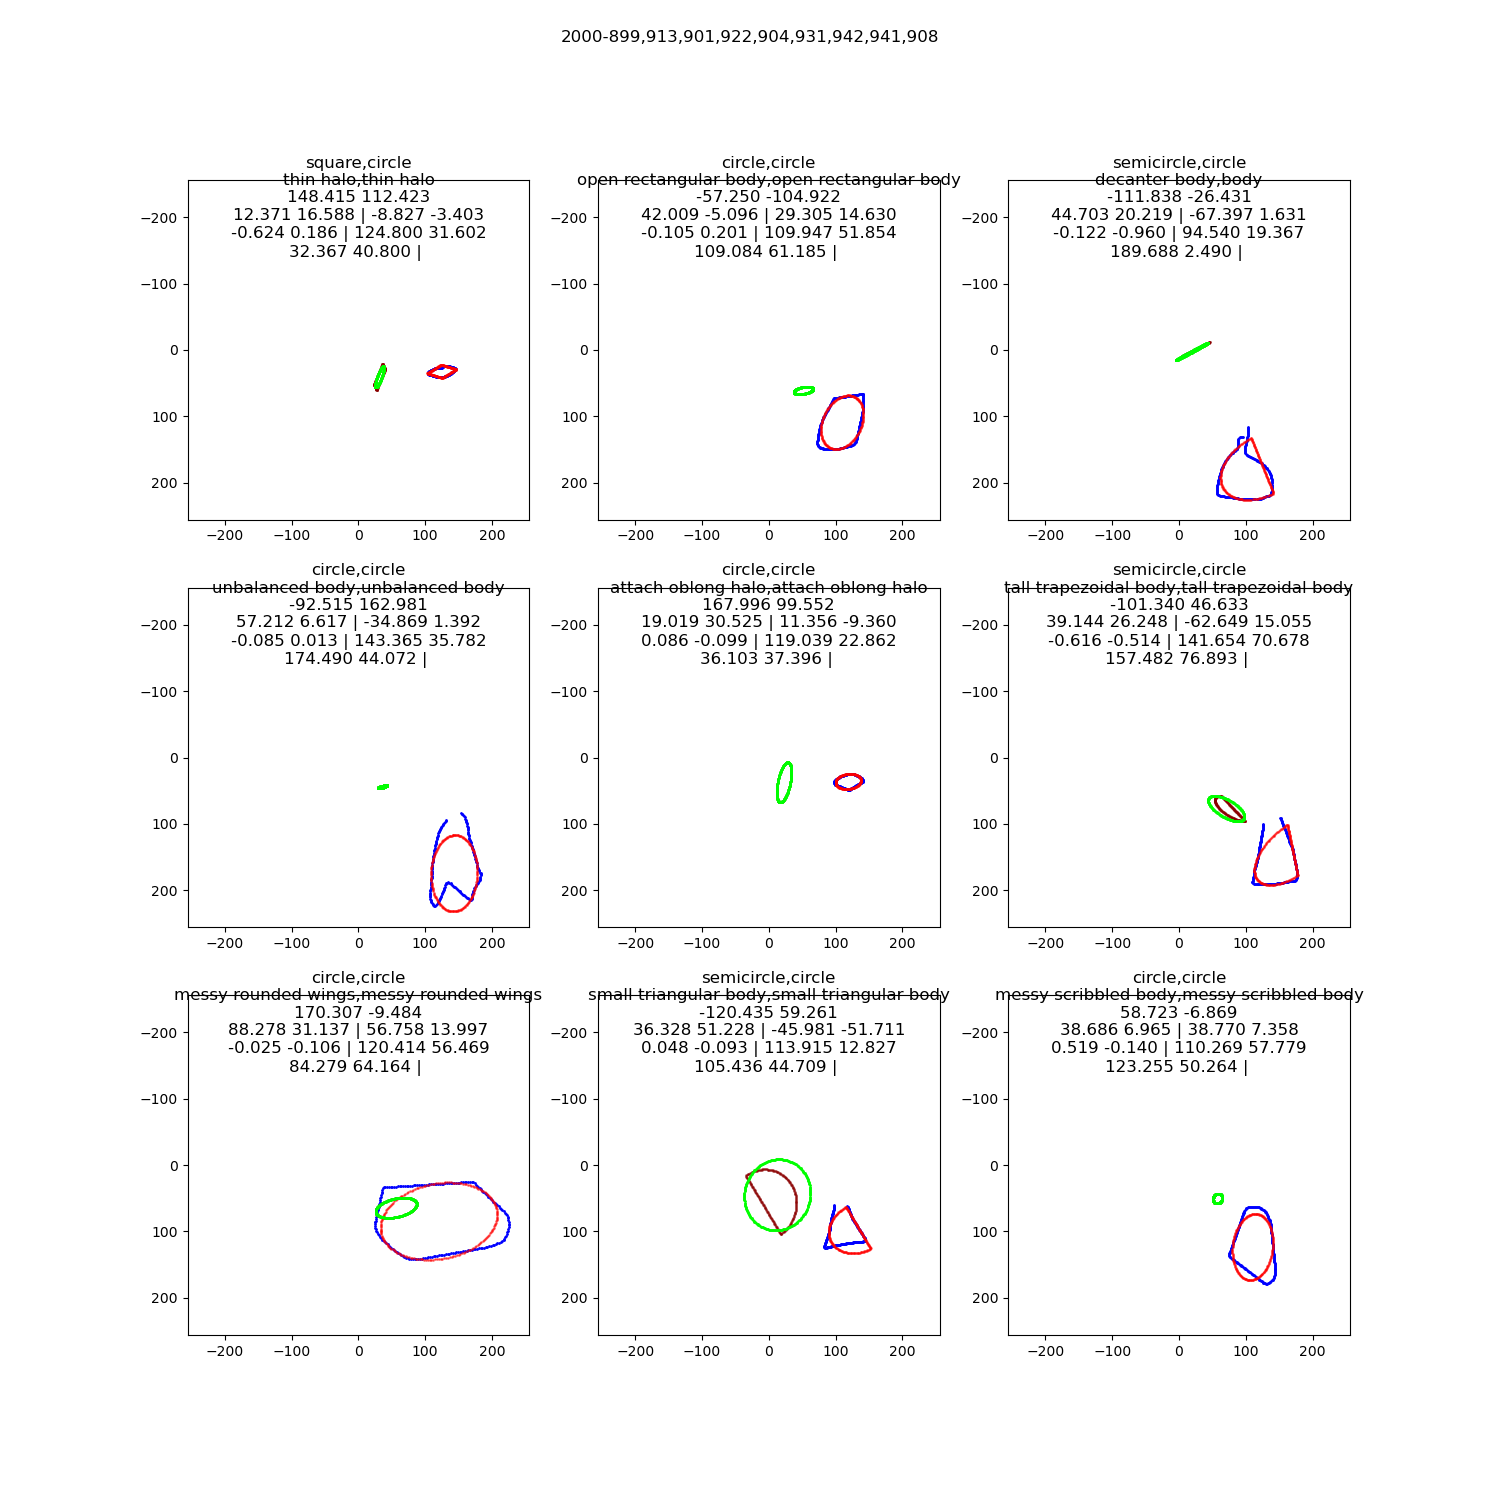 2000-899,913,901,922,904,931,942,941,908
square,circle
thin halo,thin halo
148.415 112.423
12.371 16.588 | -8.827 -3.403
-0.624 0.186 | 124.800 31.602
32.367 40.800 |
−200
−100
0
100
200
−200 −100 0 100 200
circle,circle
open rectangular body,open rectangular body
-57.250 -104.922
42.009 -5.096 | 29.305 14.630
-0.105 0.201 | 109.947 51.854
109.084 61.185 |
−200
−100
0
100
200
−200 −100 0 100 200
semicircle,circle
decanter body,body
-111.838 -26.431
44.703 20.219 | -67.397 1.631
-0.122 -0.960 | 94.540 19.367
189.688 2.490 |
−200
−100
0
100
200
−200 −100 0 100 200
circle,circle
unbalanced body,unbalanced body
-92.515 162.981
57.212 6.617 | -34.869 1.392
-0.085 0.013 | 143.365 35.782
174.490 44.072 |
−200
−100
0
100
200
−200 −100 0 100 200
circle,circle
attach oblong halo,attach oblong halo
167.996 99.552
19.019 30.525 | 11.356 -9.360
0.086 -0.099 | 119.039 22.862
36.103 37.396 |
−200
−100
0
100
200
−200 −100 0 100 200
semicircle,circle
tall trapezoidal body,tall trapezoidal body
-101.340 46.633
39.144 26.248 | -62.649 15.055
-0.616 -0.514 | 141.654 70.678
157.482 76.893 |
−200
−100
0
100
200
−200 −100 0 100 200
circle,circle
messy rounded wings,messy rounded wings
170.307 -9.484
88.278 31.137 | 56.758 13.997
-0.025 -0.106 | 120.414 56.469
84.279 64.164 |
−200
−100
0
100
200
−200 −100 0 100 200
semicircle,circle
small triangular body,small triangular body
-120.435 59.261
36.328 51.228 | -45.981 -51.711
0.048 -0.093 | 113.915 12.827
105.436 44.709 |
−200
−100
0
100
200
−200 −100 0 100 200
circle,circle
messy scribbled body,messy scribbled body
58.723 -6.869
38.686 6.965 | 38.770 7.358
0.519 -0.140 | 110.269 57.779
123.255 50.264 |
−200
−100
0
100
200
−200 −100 0 100 200